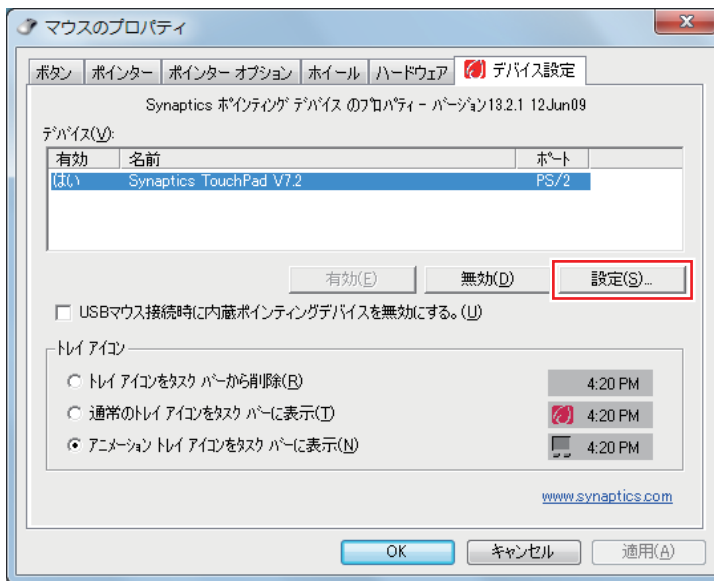 マウスのプロパティ
ボタン ポインター ポインター オプション ホイール ハードウェア デバイス設定
Synaptics ポインティング デバイス のプロパティ - バージョン13.2.1 12Jun09
デバイス(V):
有効 名前 ポート
はい Synaptics TouchPad V7.2 PS/2
有効(E) 無効(D) 設定(S)...
USBマウス接続時に内蔵ポインティングデバイスを無効にする。(U)
トレイ アイコン
トレイ アイコンをタスク バーから削除(R) 4:20 PM
通常のトレイ アイコンをタスク バーに表示(T) 4:20 PM
アニメーション トレイ アイコンをタスク バーに表示(N) 4:20 PM
www.synaptics.com
OK キャンセル 適用(A)